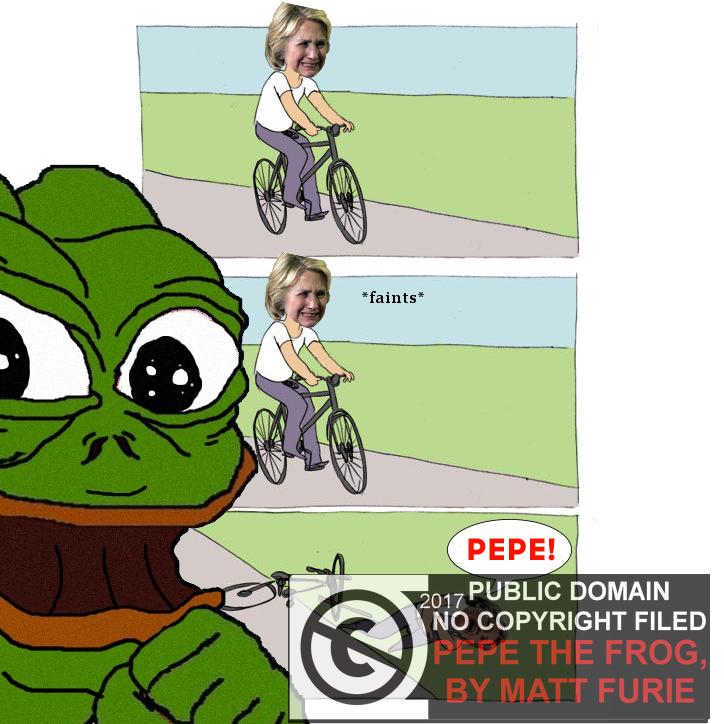 *faints*
PEPE!
2017 PUBLIC DOMAIN
NO COPYRIGHT FILED
PEPE THE FROG,
BY MATT FURIE